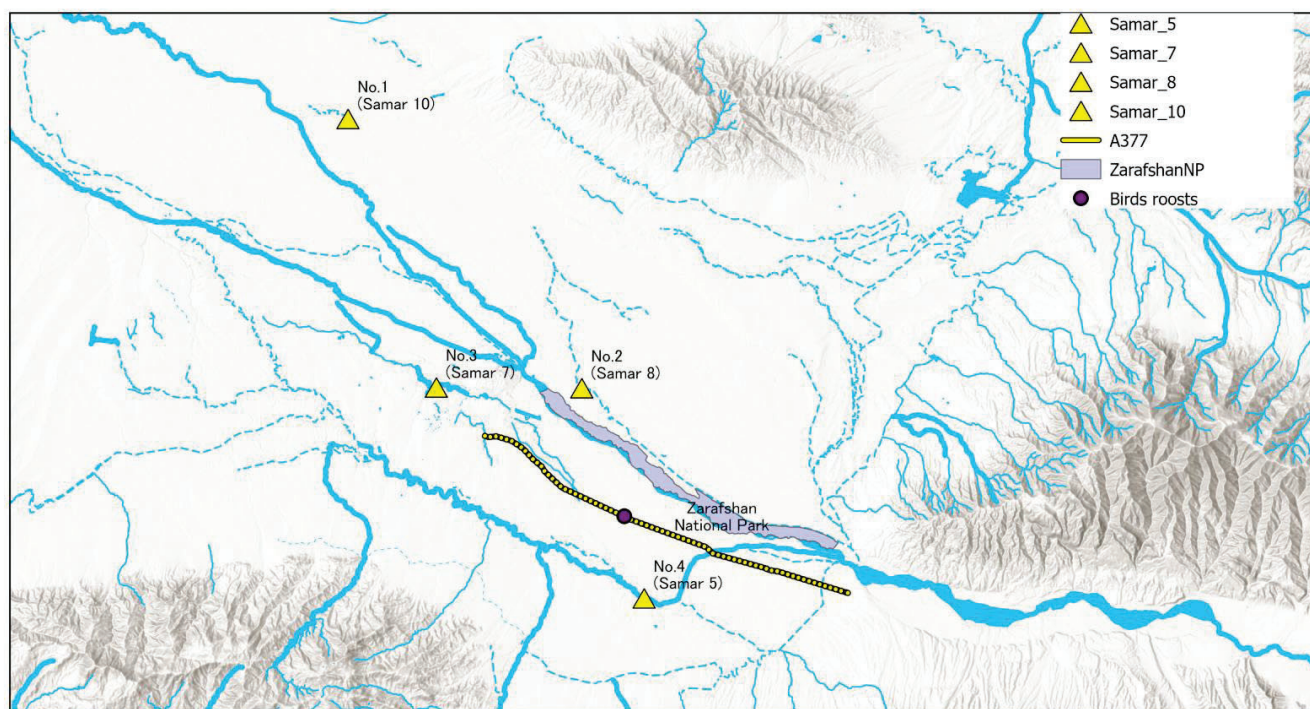 Samar_5
Samar_7
Samar_8
Samar_10
A377
ZarafshanNP
Birds roosts
No.1
(Samar 10)
No.3
(Samar 7)
No.2
(Samar 8)
Zarafshan
National Park
No.4
(Samar 5)